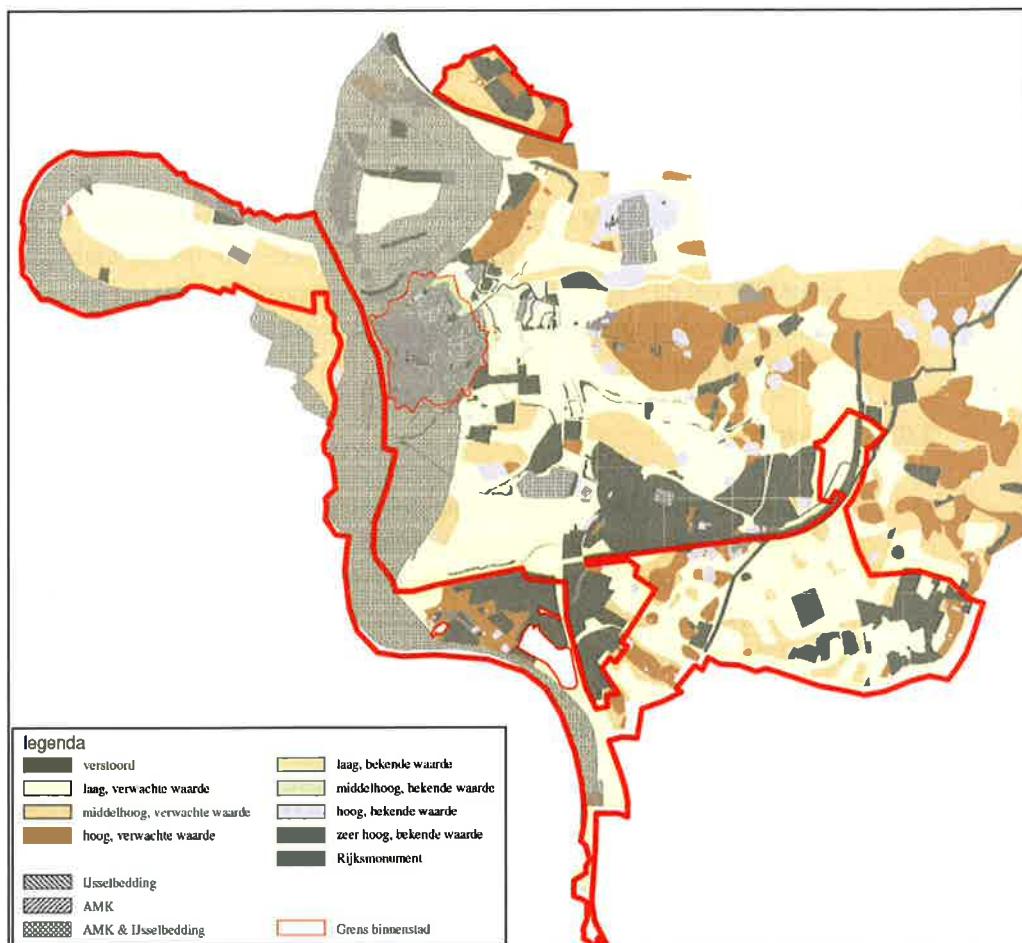 legenda
verstoord
laag, verwachte waarde
middelhoog, verwachte waarde
hoog, verwachte waarde
IJsselbedding
AMK
AMK & IJsselbedding
laag, bekende waarde
middelhoog, bekende waarde
hoog, bekende waarde
zeer hoog, bekende waarde
Rijksmonument
Grens binnenstad